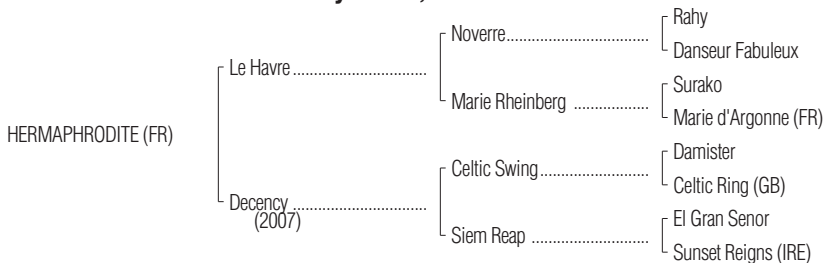 Rahy
Noverre................................
Danseur Fabuleux
Le Havre ..................................
Surako
Marie Rheinberg ...................
Marie d'Argonne (FR)
HERMAPHRODITE (FR)
Damister
Celtic Swing...........................
Celtic Ring (GB)
Decency ..................................
(2007)
El Gran Senor
Siem Reap .............................
Sunset Reigns (IRE)